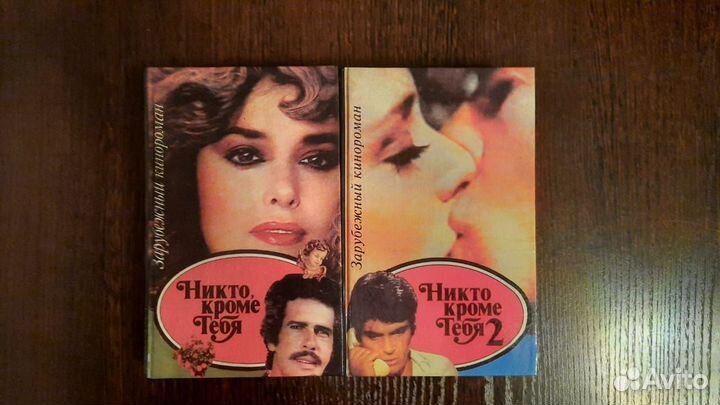 Зарубежный кинороман
Никто,
кроме
Тебя
Зарубежный кинороман
Никто
кроме
Тебя 2
Avito